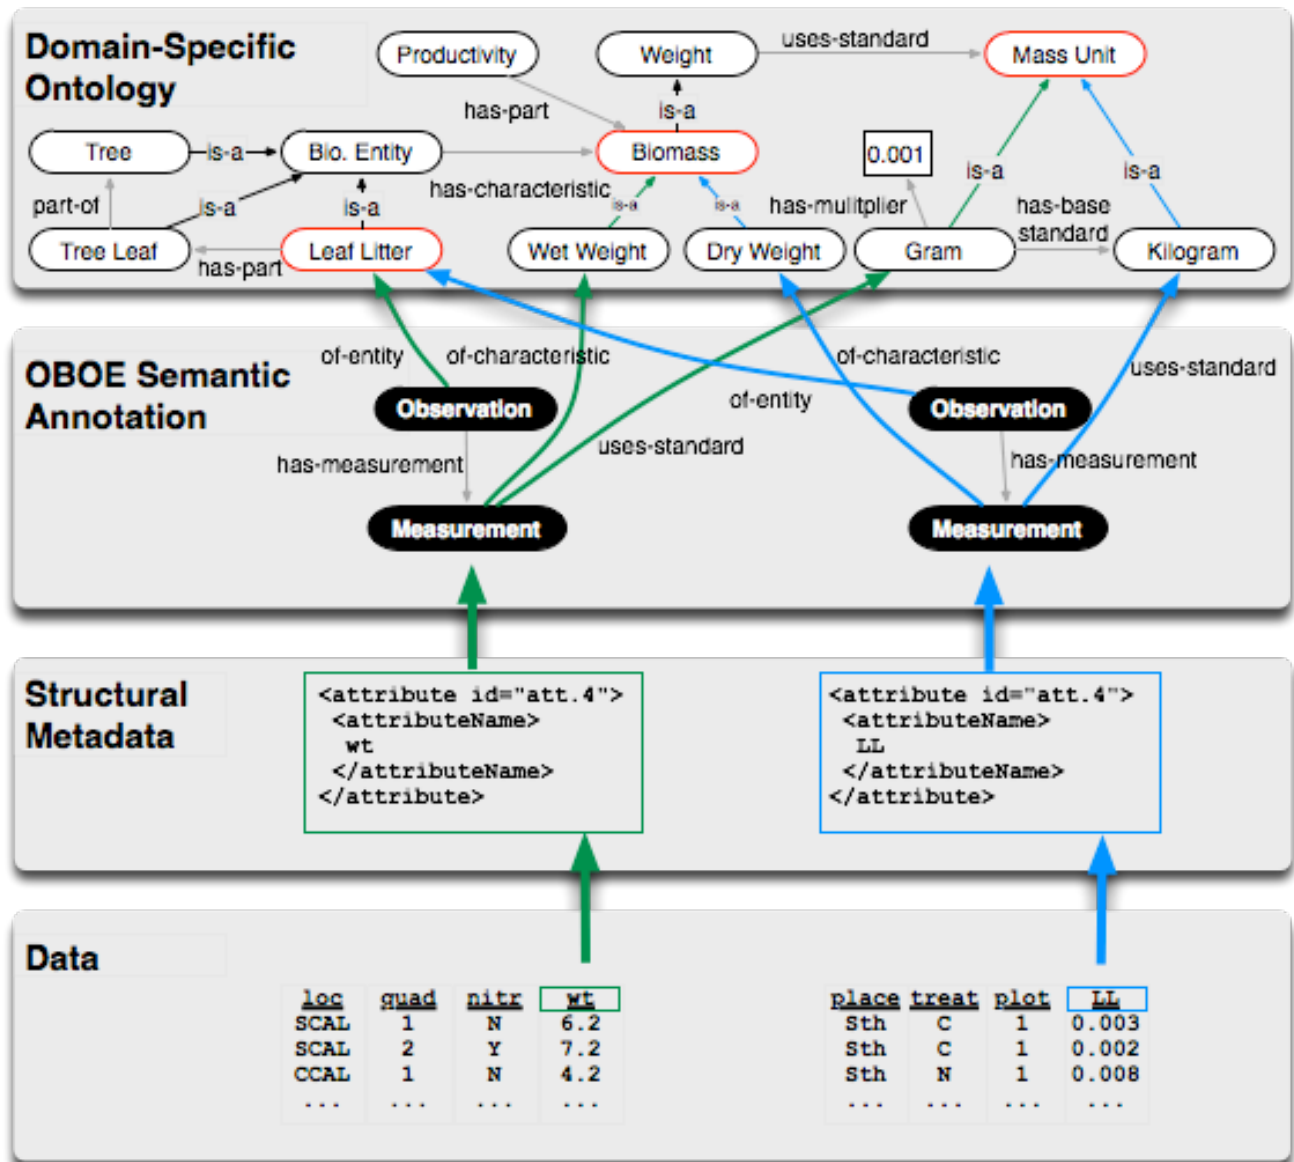 Domain-Specific
Ontology
Productivity
Weight
uses-standard
Mass Unit
has-part
is-a
Tree
is-a
Bio. Entity
Biomass
0.001
is-a
is-a
part-of
is-a
is-a
has-characteristic
is-a
is-a
has-mulitplier
has-base
standard
Tree Leaf
has-part
Leaf Litter
Wet Weight
Dry Weight
Gram
Kilogram
OBOE Semantic
Annotation
of-entity
of-characteristic
of-characteristic
uses-standard
Observation
of-entity
Observation
has-measurement
uses-standard
has-measurement
Measurement
Measurement
Structural
Metadata
<attribute id="att.4">
<attributeName>
wt
</attributeName>
</attribute>
<attribute id="att.4">
<attributeName>
LL
</attributeName>
</attribute>
Data
loc quad nitr wt
SCAL 1 N 6.2
SCAL 2 Y 7.2
CCAL 1 N 4.2
... ... ... ...
place treat plot LL
Sth C 1 0.003
Sth C 1 0.002
Sth N 1 0.008
... ... ... ...